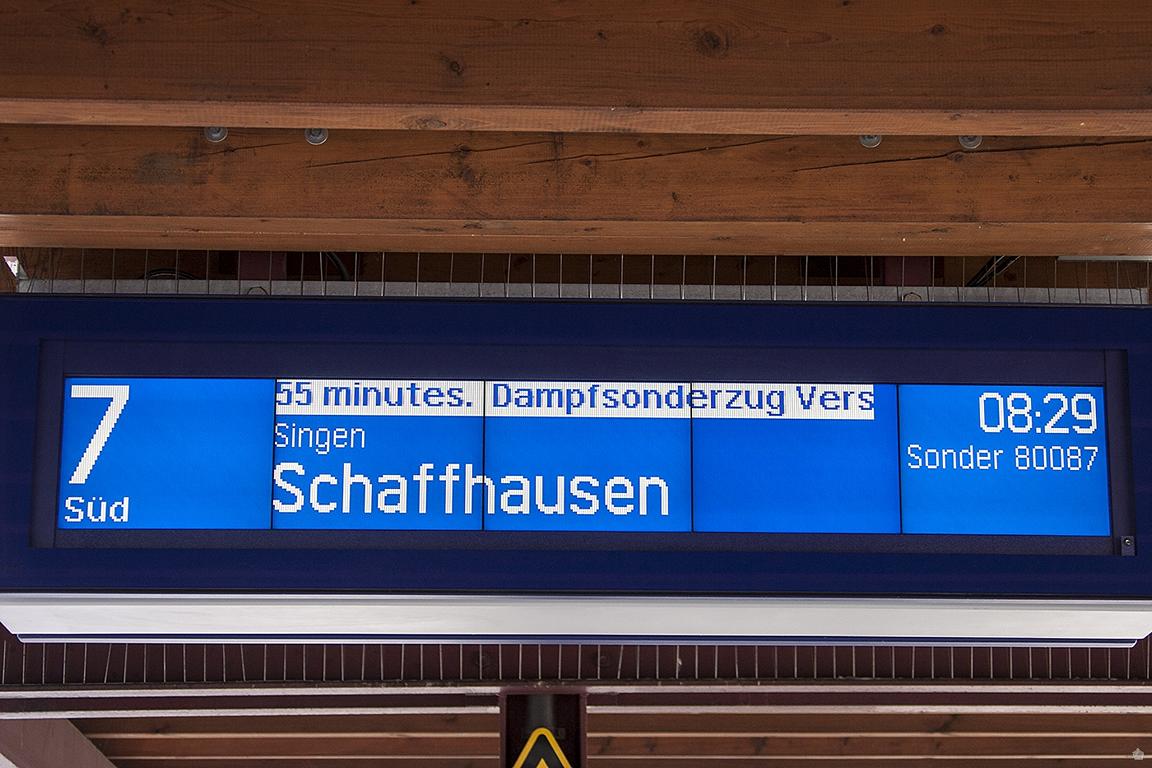 7
Süd
55 minutes. Dampfsonderzug Vers
Singen
Schaffhausen
08:29
Sonder 80087